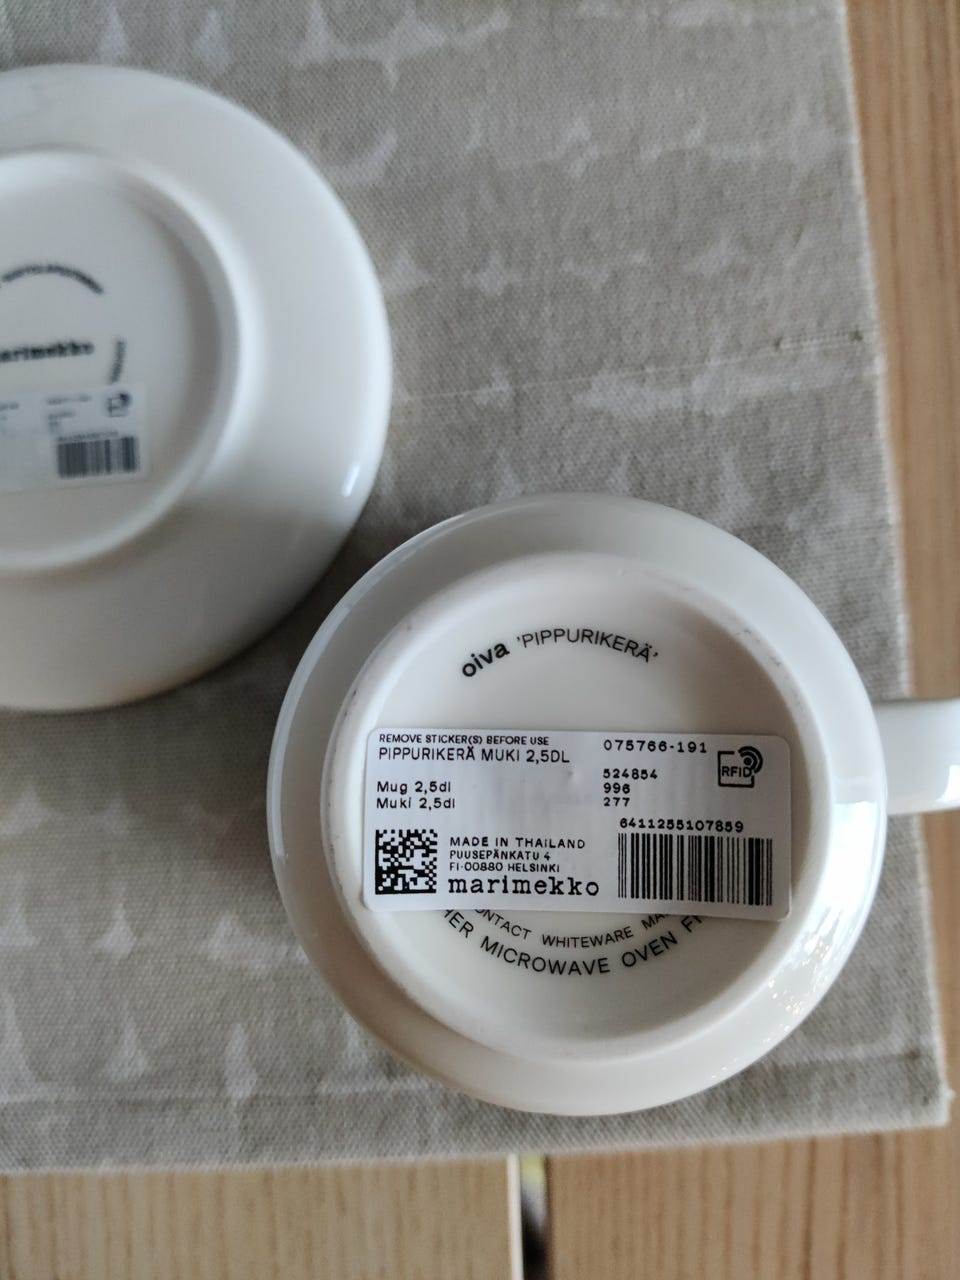 marimekko
oiva 'PIPPURIKERÄ'
REMOVE STICKER(S) BEFORE USE
PIPPURIKERÄ MUKI 2,5DL
Mug 2,5dl
Muki 2,5dl
075766-191
524854
996
277
RFID
6411255107859
MADE IN THAILAND
PUUSEPÄNKATU 4
FI-00880 HELSINKI
marimekko
CONTACT WHITEWARE
MICROWAVE OVEN